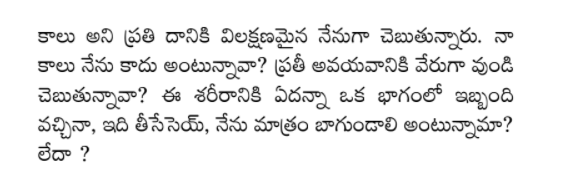 కాలు అని ప్రతి దానికి విలక్షణమైన నేనుగా చెబుతున్నారు. నా
కాలు నేను కాదు అంటున్నావా? ప్రతీ అవయవానికి వేరుగా వుండి
చెబుతున్నావా? ఈ శరీరానికి ఏదన్నా ఒక భాగంలో ఇబ్బంది
వచ్చినా, ఇది తీసేసెయ్, నేను మాత్రం బాగుండాలి అంటున్నామా?
లేదా ?